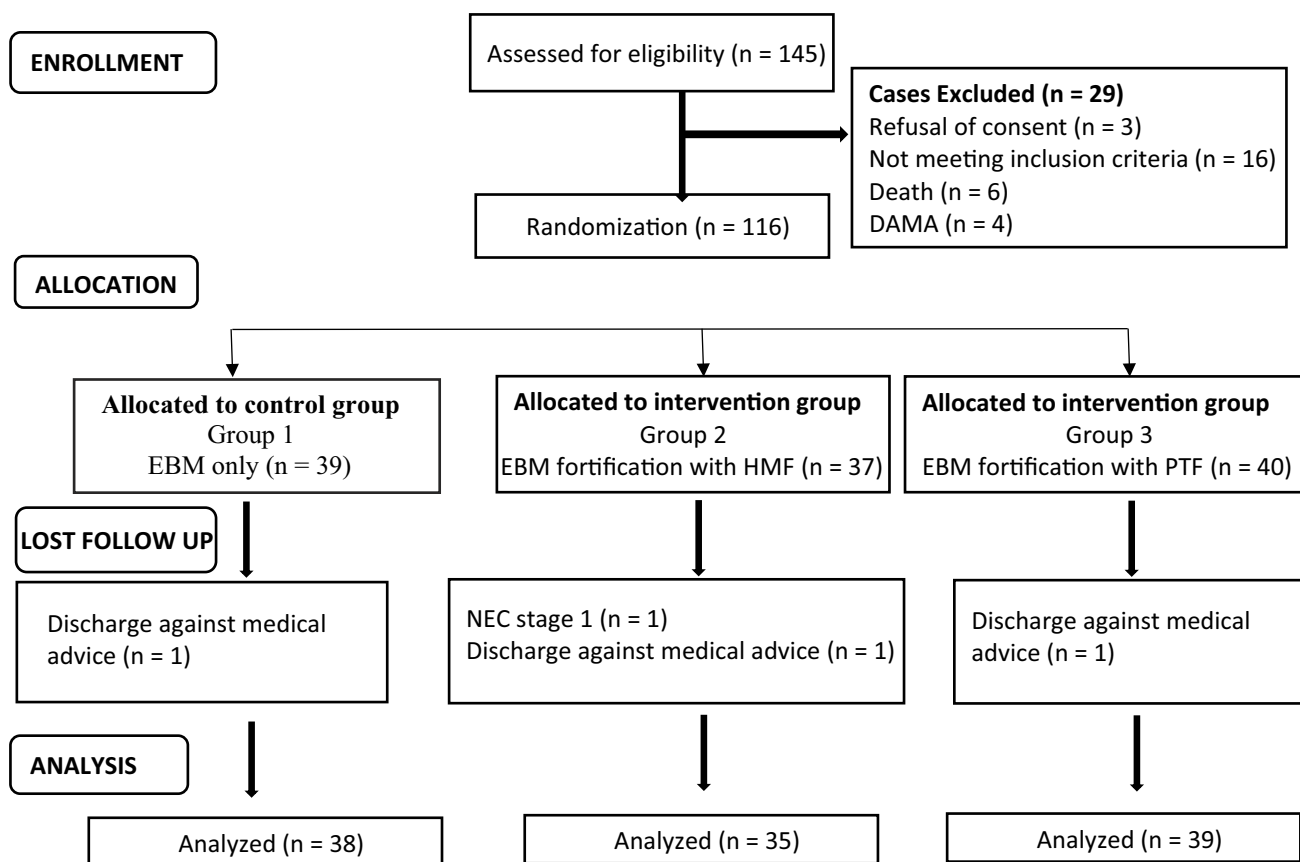 ENROLLMENT
Assessed for eligibility (n = 145)
Cases Excluded (n = 29)
Refusal of consent (n = 3)
Not meeting inclusion criteria (n = 16)
Death (n = 6)
DAMA (n = 4)
Randomization (n = 116)
ALLOCATION
Allocated to control group
Group 1
EBM only (n = 39)
Allocated to intervention group
Group 2
EBM fortification with HMF (n = 37)
Allocated to intervention group
Group 3
EBM fortification with PTF (n = 40)
LOST FOLLOW UP
Discharge against medical
advice (n = 1)
NEC stage 1 (n = 1)
Discharge against medical advice (n = 1)
Discharge against medical
advice (n = 1)
ANALYSIS
Analyzed (n = 38)
Analyzed (n = 35)
Analyzed (n = 39)